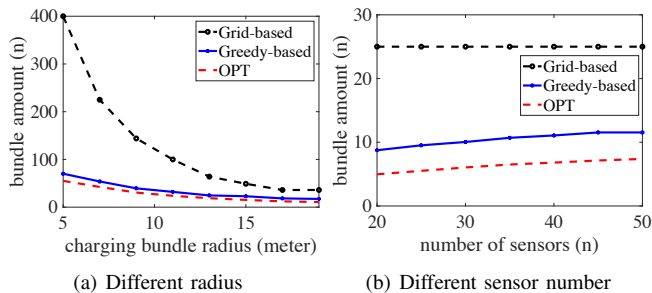 400
300
200
100
0
5
10
15
bundle amount (n)
charging bundle radius (meter)
Grid-based
Greedy-based
OPT
(a) Different radius
30
20
10
0
20
30
40
50
bundle amount (n)
number of sensors (n)
Grid-based
Greedy-based
OPT
(b) Different sensor number